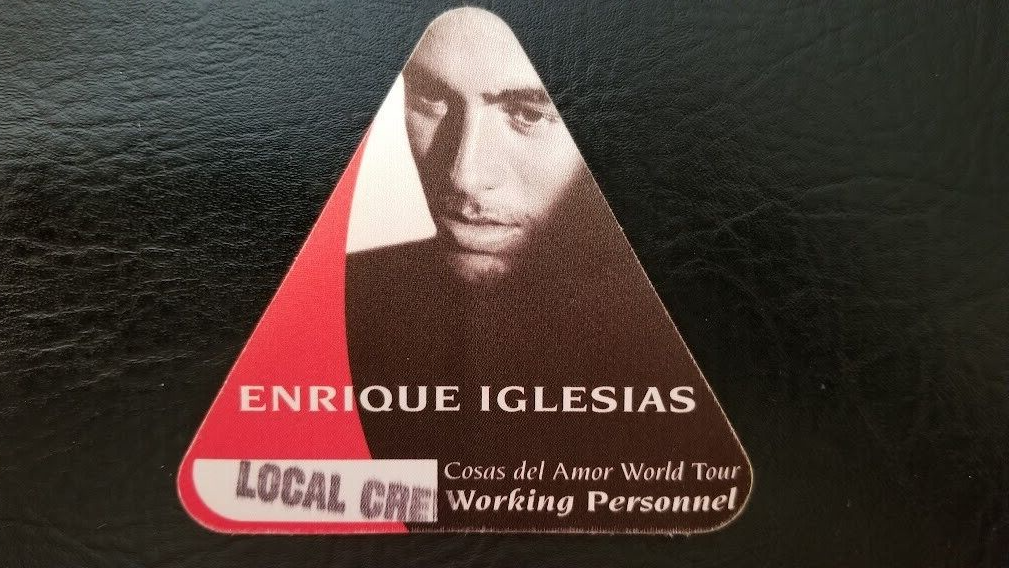 ENRIQUE IGLESIAS
Cosas del Amor World Tour
LOCAL CRE
Working Personnel